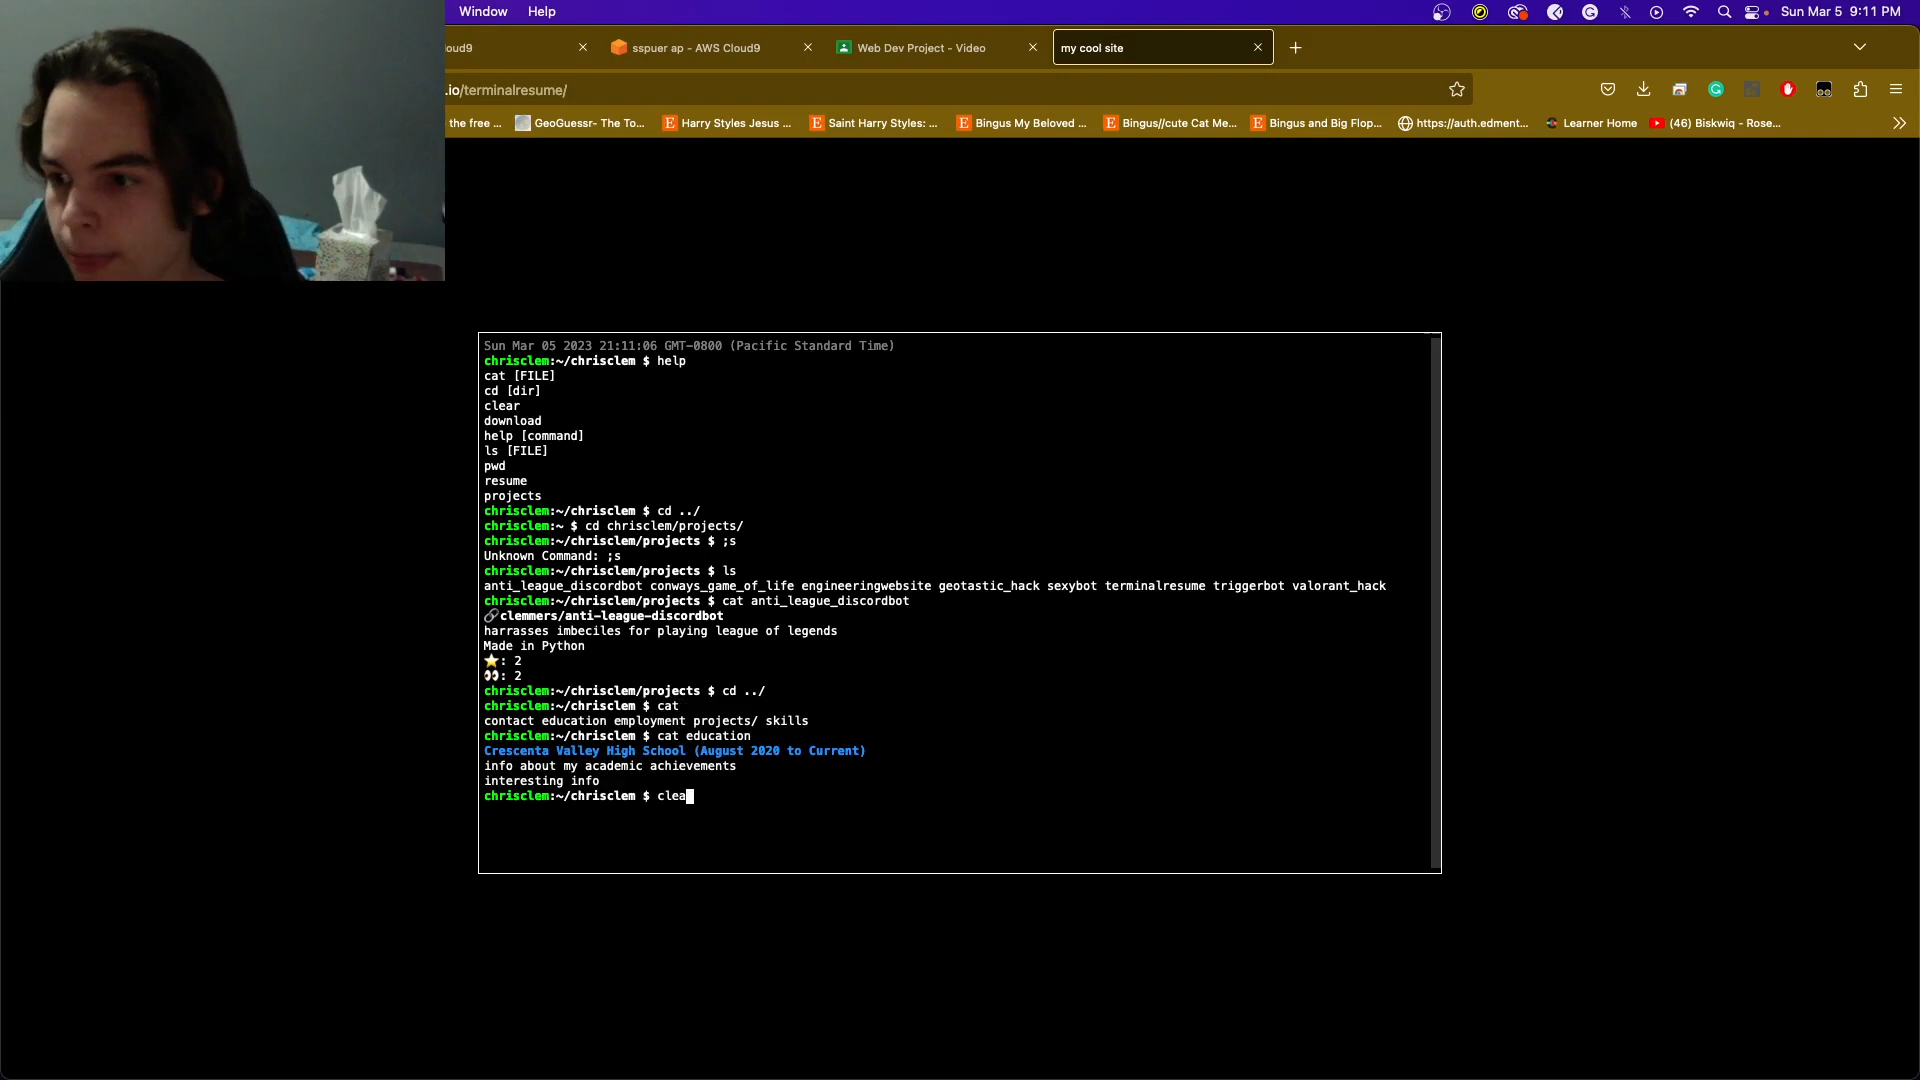 Window Help
Sun Mar 5 9:11 PM
oud9
sspuer ap - AWS Cloud9
Web Dev Project - Video
my cool site
.io/terminalresume/
the free ...
GeoGuessr- The To...
Harry Styles Jesus ...
Saint Harry Styles: ...
Bingus My Beloved ...
Bingus//cute Cat Me...
Bingus and Big Flop...
https://auth.edment...
Learner Home
(46) Biskwiq - Rose...
Sun Mar 05 2023 21:11:06 GMT-0800 (Pacific Standard Time)
chrisclem:~/chrisclem $ help
cat [FILE]
cd [dir]
clear
download
help [command]
ls [FILE]
pwd
resume
projects
chrisclem:~/chrisclem $ cd ../
chrisclem:~ $ cd chrisclem/projects/
chrisclem:~/chrisclem/projects $ ;s
Unknown Command: ;s
chrisclem:~/chrisclem/projects $ ls
anti_league_discordbot conways_game_of_life engineeringwebsite geotastic_hack sexybot terminalresume triggerbot valorant_hack
chrisclem:~/chrisclem/projects $ cat anti_league_discordbot
🔗clemmers/anti-league-discordbot
harrasses imbeciles for playing league of legends
Made in Python
⭐: 2
👀: 2
chrisclem:~/chrisclem/projects $ cd ../
chrisclem:~/chrisclem $ cat
contact education employment projects/ skills
chrisclem:~/chrisclem $ cat education
Crescenta Valley High School (August 2020 to Current)
info about my academic achievements
interesting info
chrisclem:~/chrisclem $ clea